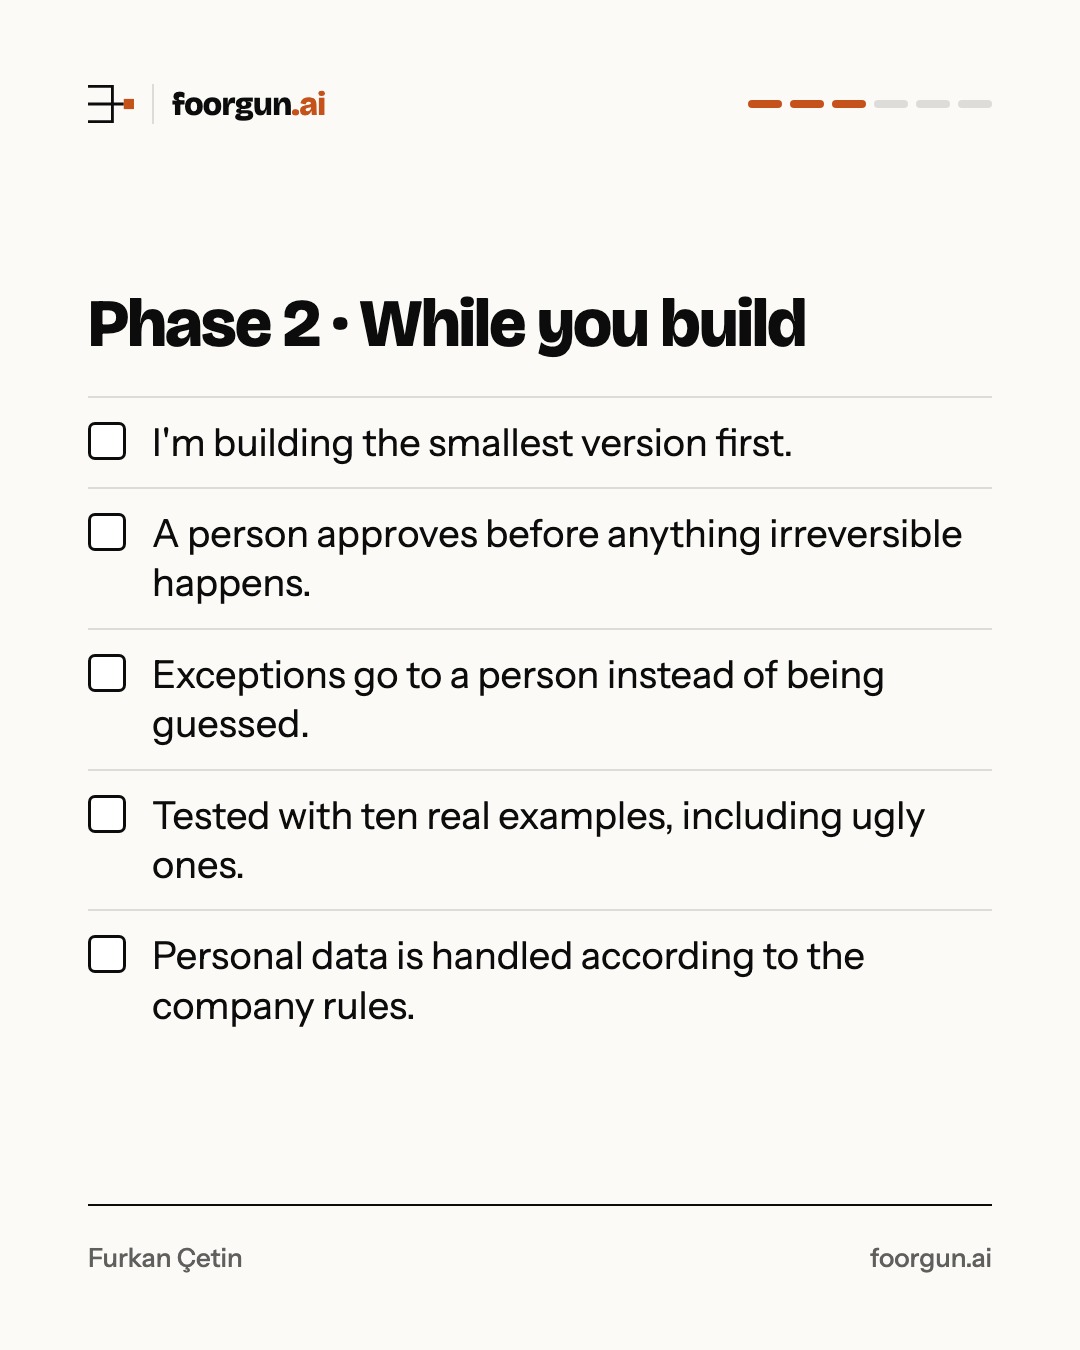 foorgun.ai
Phase 2 · While you build
I'm building the smallest version first.
A person approves before anything irreversible
happens.
Exceptions go to a person instead of being
guessed.
Tested with ten real examples, including ugly
ones.
Personal data is handled according to the
company rules.
Furkan Çetin
foorgun.ai